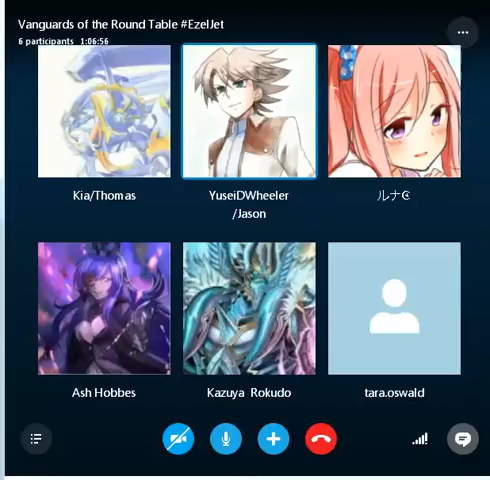 Vanguards of the Round Table #EzelJet
6 participants 1:06:56
Kia/Thomas
YuseiDWheeler
/Jason
ルナ☪
Ash Hobbes
Kazuya Rokudo
tara.oswald